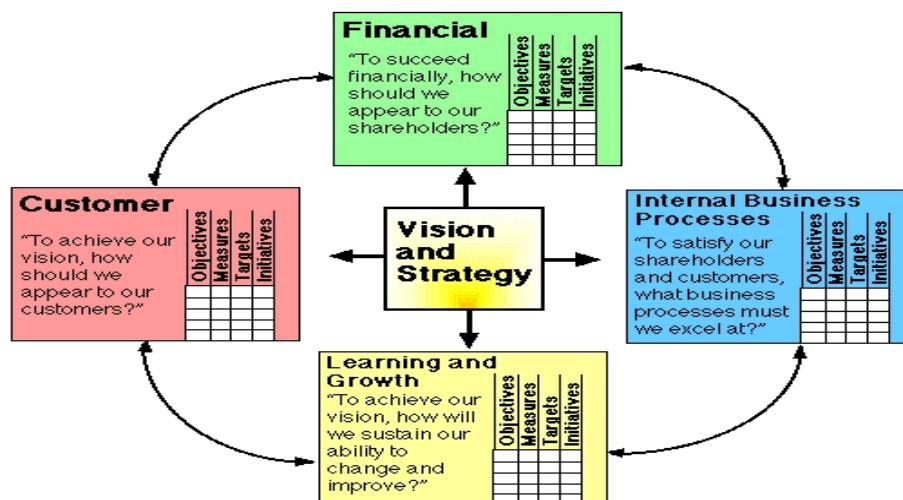 Financial
“To succeed
financially, how
should we
appear to our
shareholders?”
Objectives
Measures
Targets
Initiatives
Customer
“To achieve our
vision, how
should we
appear to our
customers?”
Objectives
Measures
Targets
Initiatives
Vision
and
Strategy
Internal Business
Processes
“To satisfy our
shareholders
and customers,
what business
processes must
we excel at?”
Objectives
Measures
Targets
Initiatives
Learning and
Growth
“To achieve our
vision, how will
we sustain our
ability to
change and
improve?”
Objectives
Measures
Targets
Initiatives